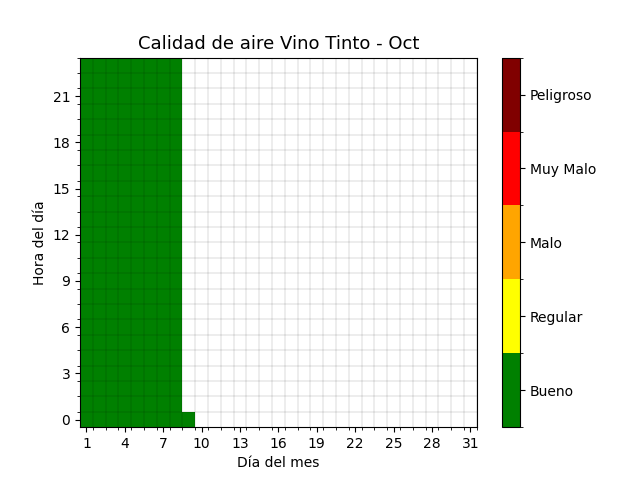 Calidad de aire Vino Tinto - Oct
Hora del día
21
18
15
12
9
6
3
0
1 4 7 10 13 16 19 22 25 28 31
Día del mes
Peligroso
Muy Malo
Malo
Regular
Bueno